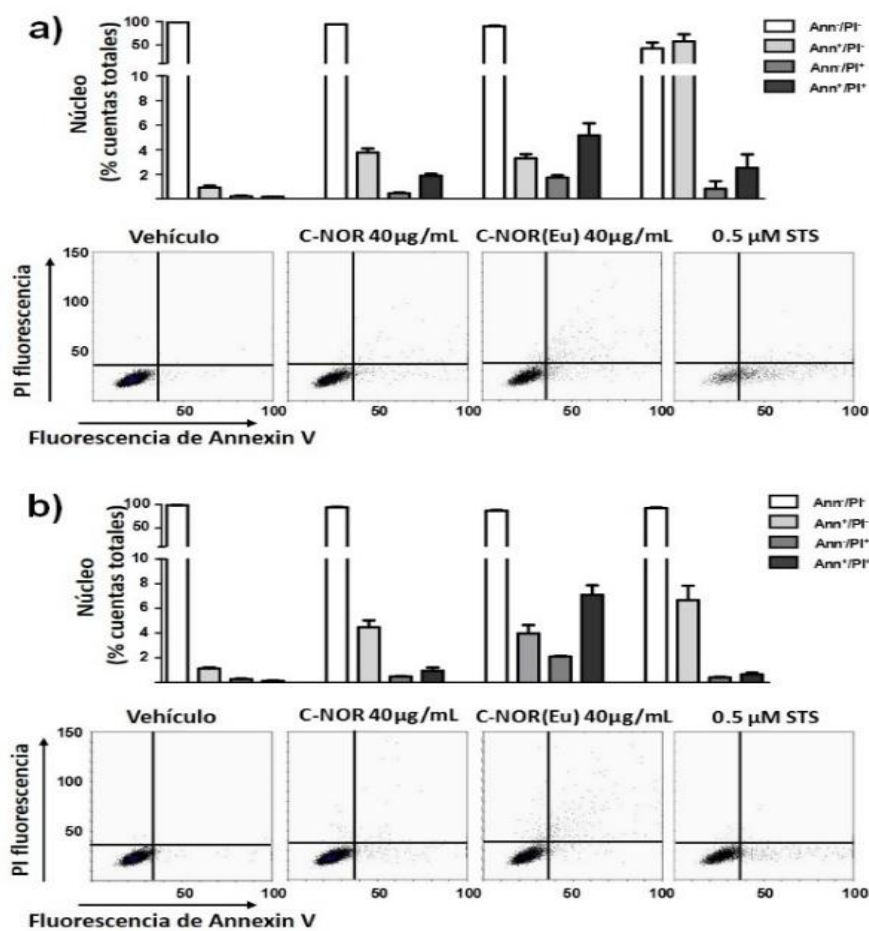 a)
Núcleo
(% cuentas totales)
100
50
10
8
6
4
2
Ann⁻/PI⁻
Ann⁺/PI⁻
Ann⁻/PI⁺
Ann⁺/PI⁺
Vehículo
C-NOR 40µg/mL
C-NOR(Eu) 40µg/mL
0.5 µM STS
PI fluorescencia
150
100
50
50 100
50 100
50 100
50 100
Fluorescencia de Annexin V
b)
Núcleo
(% cuentas totales)
100
50
10
8
6
4
2
Ann⁻/PI⁻
Ann⁺/PI⁻
Ann⁻/PI⁺
Ann⁺/PI⁺
Vehículo
C-NOR 40µg/mL
C-NOR(Eu) 40µg/mL
0.5 µM STS
PI fluorescencia
150
100
50
50 100
50 100
50 100
50 100
Fluorescencia de Annexin V